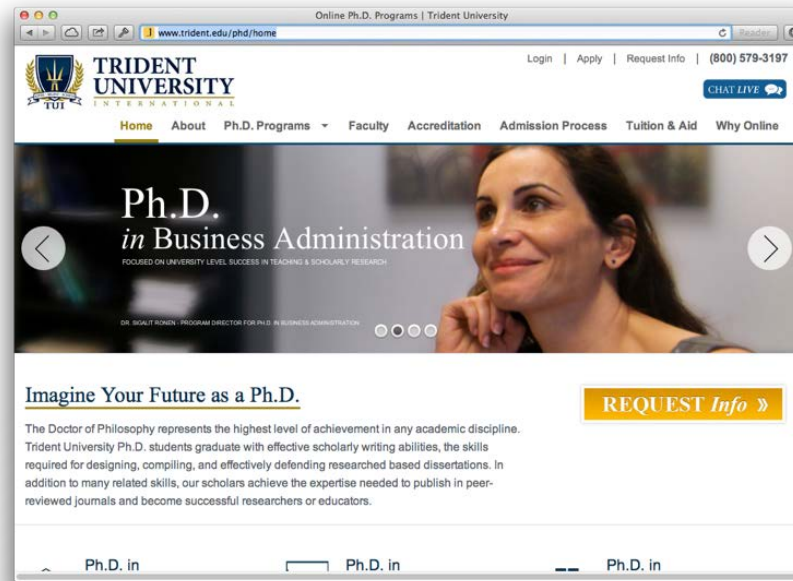 Online Ph.D. Programs | Trident University
www.trident.edu/phd/home
Reader
Login | Apply | Request Info | (800) 579-3197
TRIDENT
UNIVERSITY
INTERNATIONAL
TUI
CHAT LIVE
Home About Ph.D. Programs Faculty Accreditation Admission Process Tuition & Aid Why Online
Ph.D.
in Business Administration
FOCUSED ON UNIVERSITY LEVEL SUCCESS IN TEACHING & SCHOLARLY RESEARCH
DR. SIGALIT RONEN - PROGRAM DIRECTOR FOR PH.D. IN BUSINESS ADMINISTRATION
Imagine Your Future as a Ph.D.
REQUEST Info »
The Doctor of Philosophy represents the highest level of achievement in any academic discipline.
Trident University Ph.D. students graduate with effective scholarly writing abilities, the skills
required for designing, compiling, and effectively defending researched based dissertations. In
addition to many related skills, our scholars achieve the expertise needed to publish in peer-
reviewed journals and become successful researchers or educators.
Ph.D. in Ph.D. in Ph.D. in